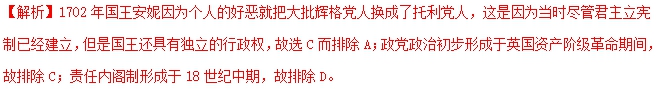 【解析】1702年国王安妮因为个人的好恶就把大批辉格党人换成了托利党人，这是因为当时尽管君主立宪
制已经建立，但是国王还具有独立的行政权，故选C而排除A；政党政治初步形成于英国资产阶级革命期间，
故排除C；责任内阁制形成于18世纪中期，故排除D。